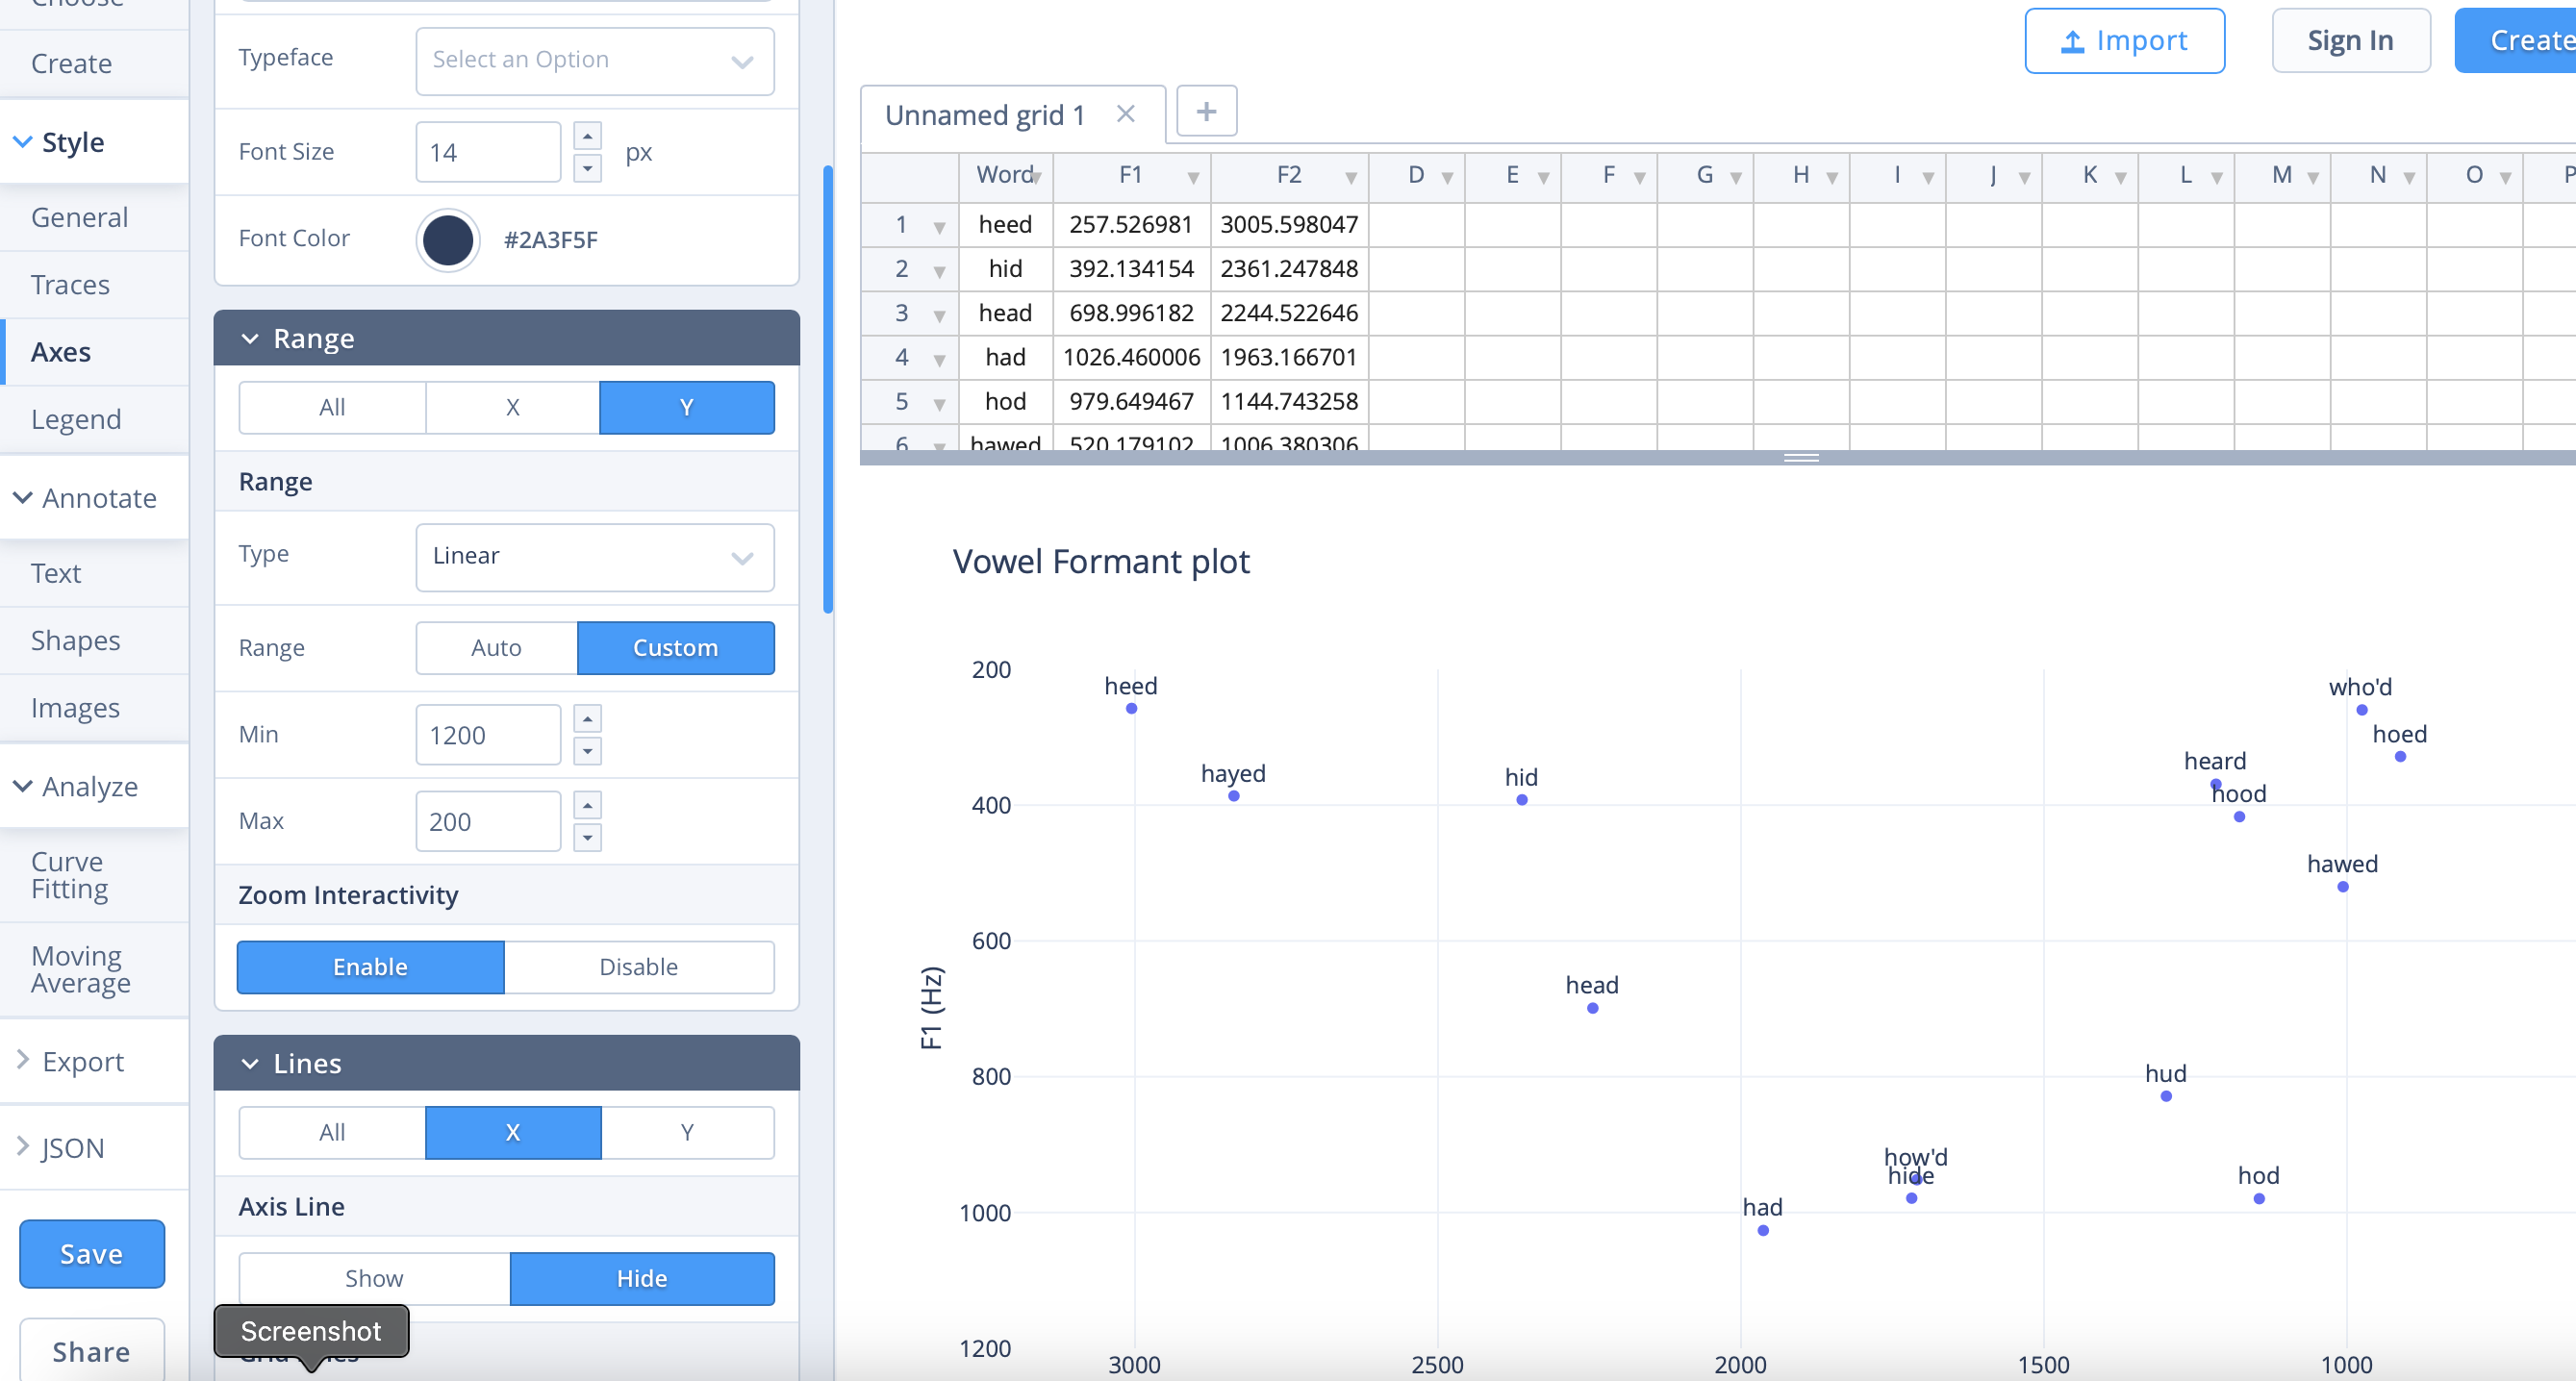 Create
Style
General
Traces
Axes
Legend
Annotate
Text
Shapes
Images
Analyze
Curve
Fitting
Moving
Average
Export
JSON
Save
Share
Typeface Select an Option
Font Size 14 px
Font Color #2A3F5F
Range
All X Y
Range
Type Linear
Range Auto Custom
Min 1200
Max 200
Zoom Interactivity
Enable Disable
Lines
All X Y
Axis Line
Show Hide
Screenshot
Import Sign In Create
Unnamed grid 1 × +
Word F1 F2 D E F G H I J K L M N O P
1 heed 257.526981 3005.598047
2 hid 392.134154 2361.247848
3 head 698.996182 2244.522646
4 had 1026.460006 1963.166701
5 hod 979.649467 1144.743258
6 hawed 520.179102 1006.380306
Vowel Formant plot
200
heed
who'd
hoed
heard
hayed
hid
hood
400
hawed
600
head
F1 (Hz)
800
hud
how'd
hide
hod
had
1000
1200
3000 2500 2000 1500 1000